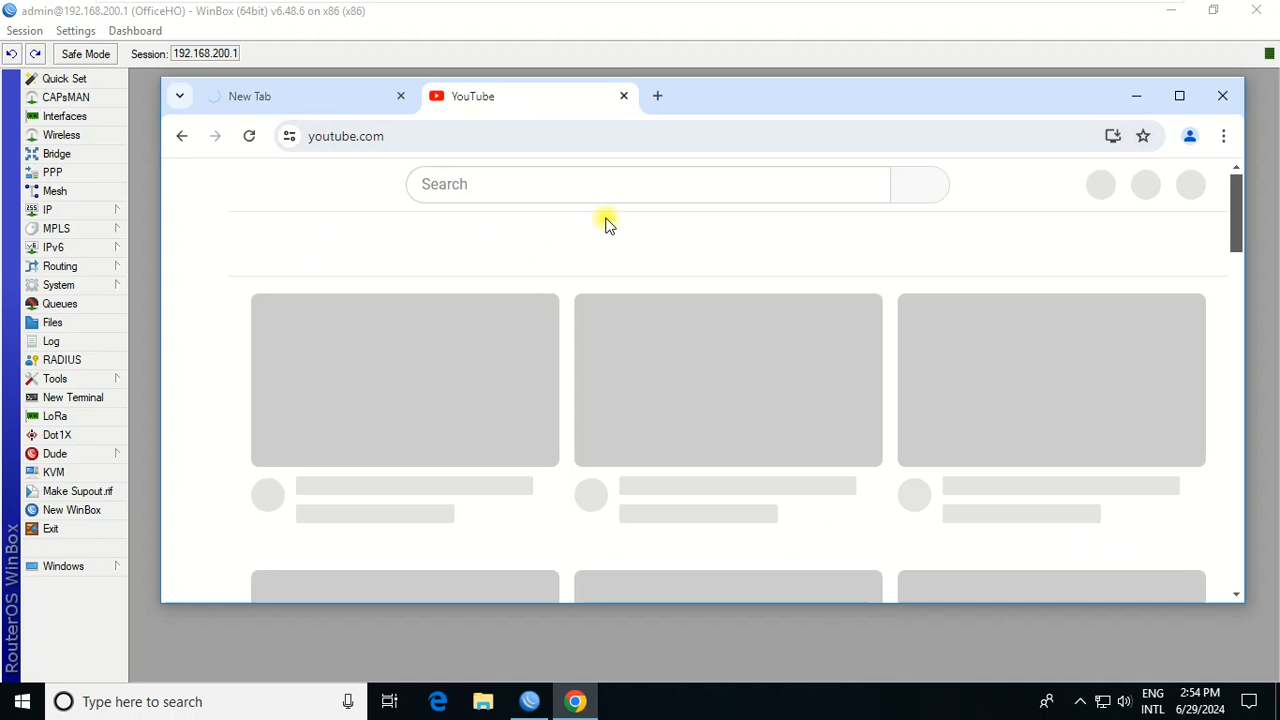 admin@192.168.200.1 (OfficeHO) - WinBox (64bit) v6.48.6 on x86 (x86)
Session Settings Dashboard
Safe Mode Session: 192.168.200.1
Quick Set
CAPsMAN
Interfaces
Wireless
Bridge
PPP
Mesh
IP
MPLS
IPv6
Routing
System
Queues
Files
Log
RADIUS
Tools
New Terminal
LoRa
Dot1X
Dude
KVM
Make Supout.rif
New WinBox
Exit
Windows
RouterOS WinBox
New Tab YouTube
youtube.com
Search
Type here to search
ENG
INTL
2:54 PM
6/29/2024